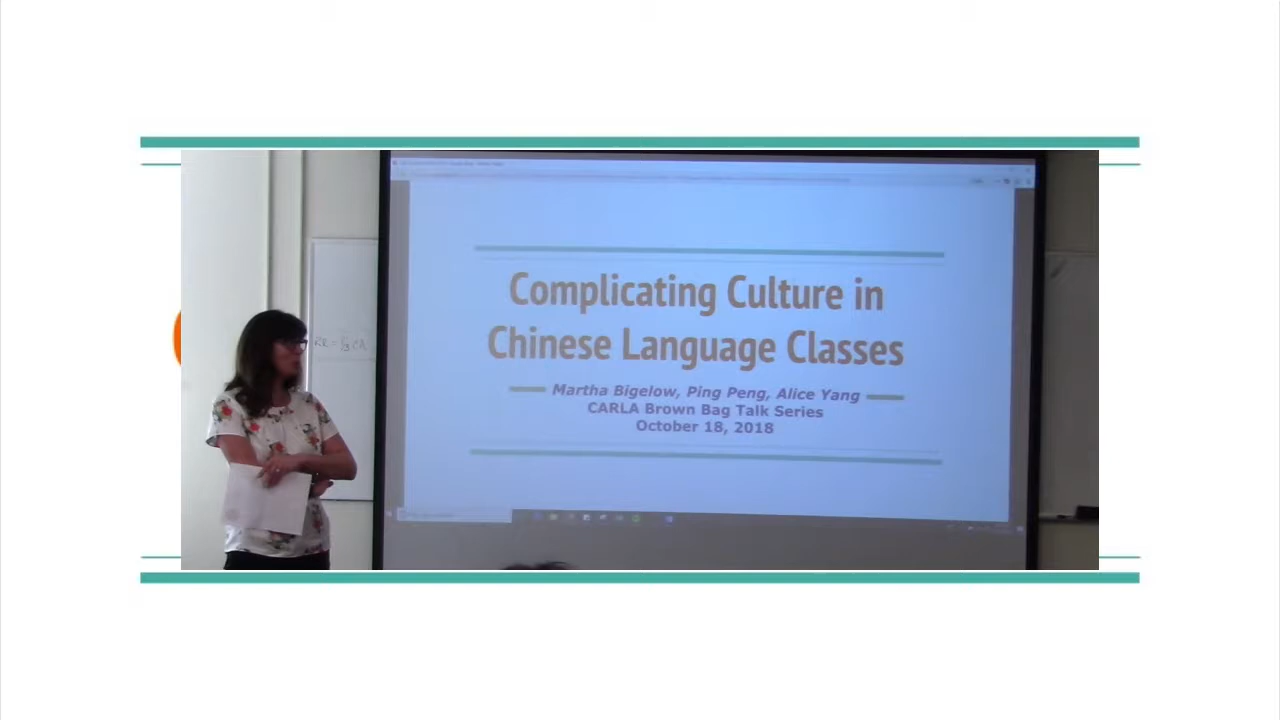 Complicating Culture in
Chinese Language Classes
Martha Bigelow, Ping Peng, Alice Yang
CARLA Brown Bag Talk Series
October 18, 2018